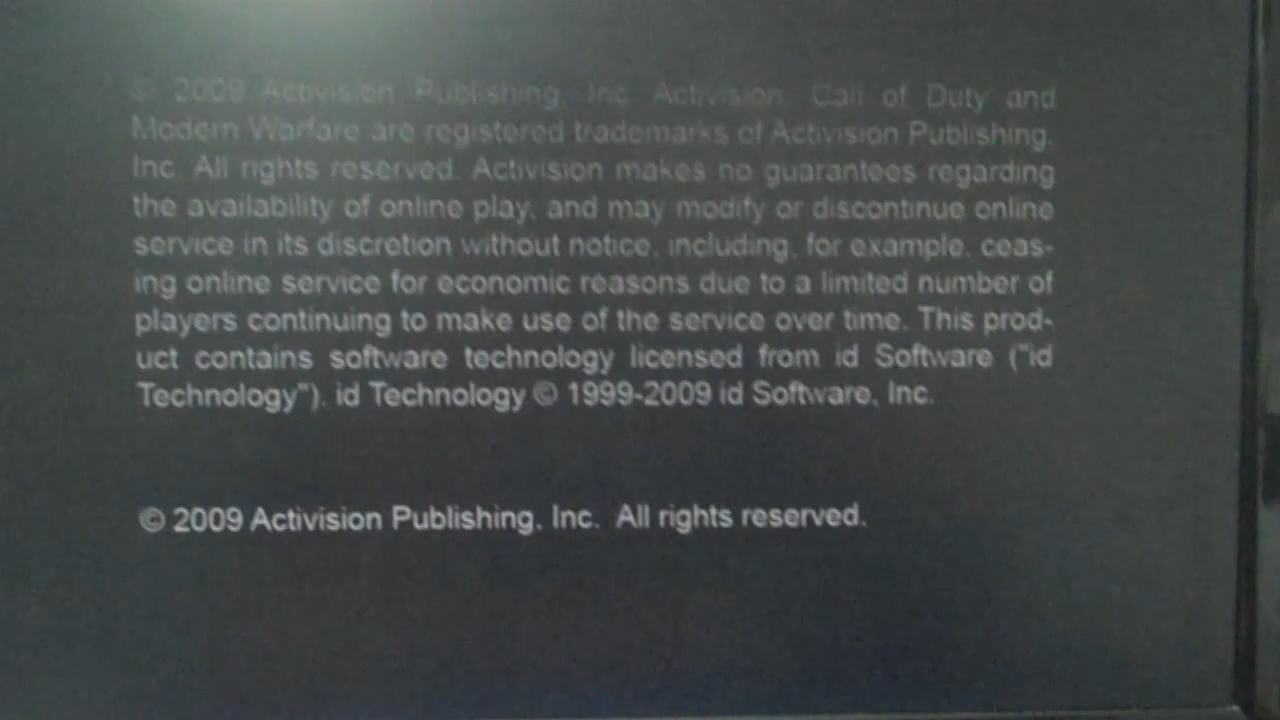 © 2009 Activision Publishing, Inc. Activision, Call of Duty and
Modern Warfare are registered trademarks of Activision Publishing,
Inc. All rights reserved. Activision makes no guarantees regarding
the availability of online play, and may modify or discontinue online
service in its discretion without notice, including, for example, ceas-
ing online service for economic reasons due to a limited number of
players continuing to make use of the service over time. This prod-
uct contains software technology licensed from id Software ("id
Technology"). id Technology © 1999-2009 id Software, Inc.
© 2009 Activision Publishing, Inc. All rights reserved.